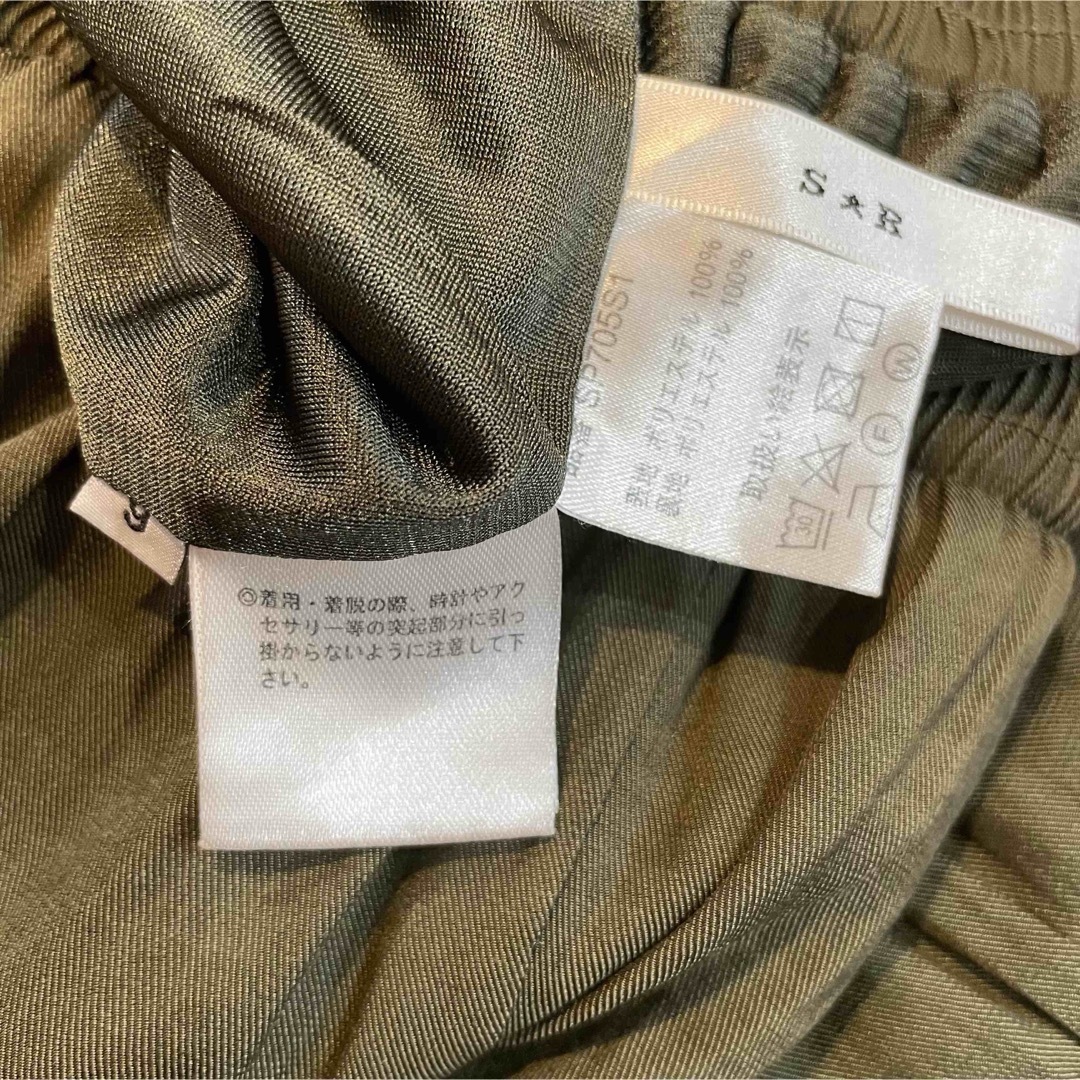 S☆R
品番 SP705S1
表地 ポリエステル 100%
裏地 ポリエステル 100%
取扱い絵表示
W
F
9
◎着用・着脱の際、時計やアク
セサリー等の突起部分に引っ
掛からないように注意して下
さい。